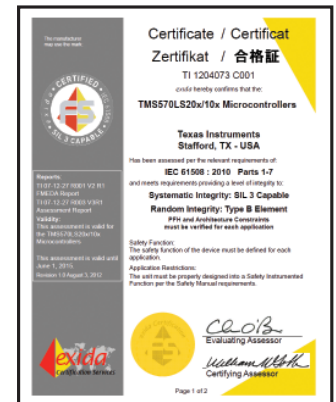 The manufacturer
may use the mark.
CERTIFIED
SIL 3 CAPABLE
Reports:
TI 07-12-27 R001 V2 R1
FMEDA Report
TI 07-12-27 R003 V3R1
Assessment Report
Validity:
This assessment is valid for
the TMS570LS20x/10x
Microcontrollers
This assessment is valid until
June 1, 2015.
Revision 1.0 August 3, 2012
exida
Certification Services
Certificate / Certificat
Zertifikat / 合格証
TI 1204073 C001
exida hereby confirms that the:
TMS570LS20x/10x Microcontrollers
Texas Instruments
Stafford, TX - USA
Has been assessed per the relevant requirements of:
IEC 61508 : 2010 Parts 1-7
and meets requirements providing a level of integrity to:
Systematic Integrity: SIL 3 Capable
Random Integrity: Type B Element
PFH and Architecture Constraints
must be verified for each application
Safety Function:
The safety function of the device must be defined for each
application.
Application Restrictions:
The unit must be properly designed into a Safety Instrumented
Function per the Safety Manual requirements.
Evaluating Assessor
Certifying Assessor
Page 1 of 2